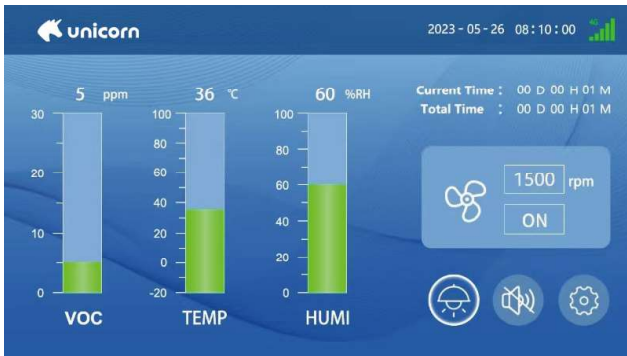 unicorn
2023-05-26 08:10:00 4G
5 ppm
36 ℃
60 %RH
Current Time : 00 D 00 H 01 M
Total Time : 00 D 00 H 01 M
30
20
10
0
100
80
60
40
20
0
-20
100
80
60
40
20
0
1500 rpm
ON
VOC
TEMP
HUMI